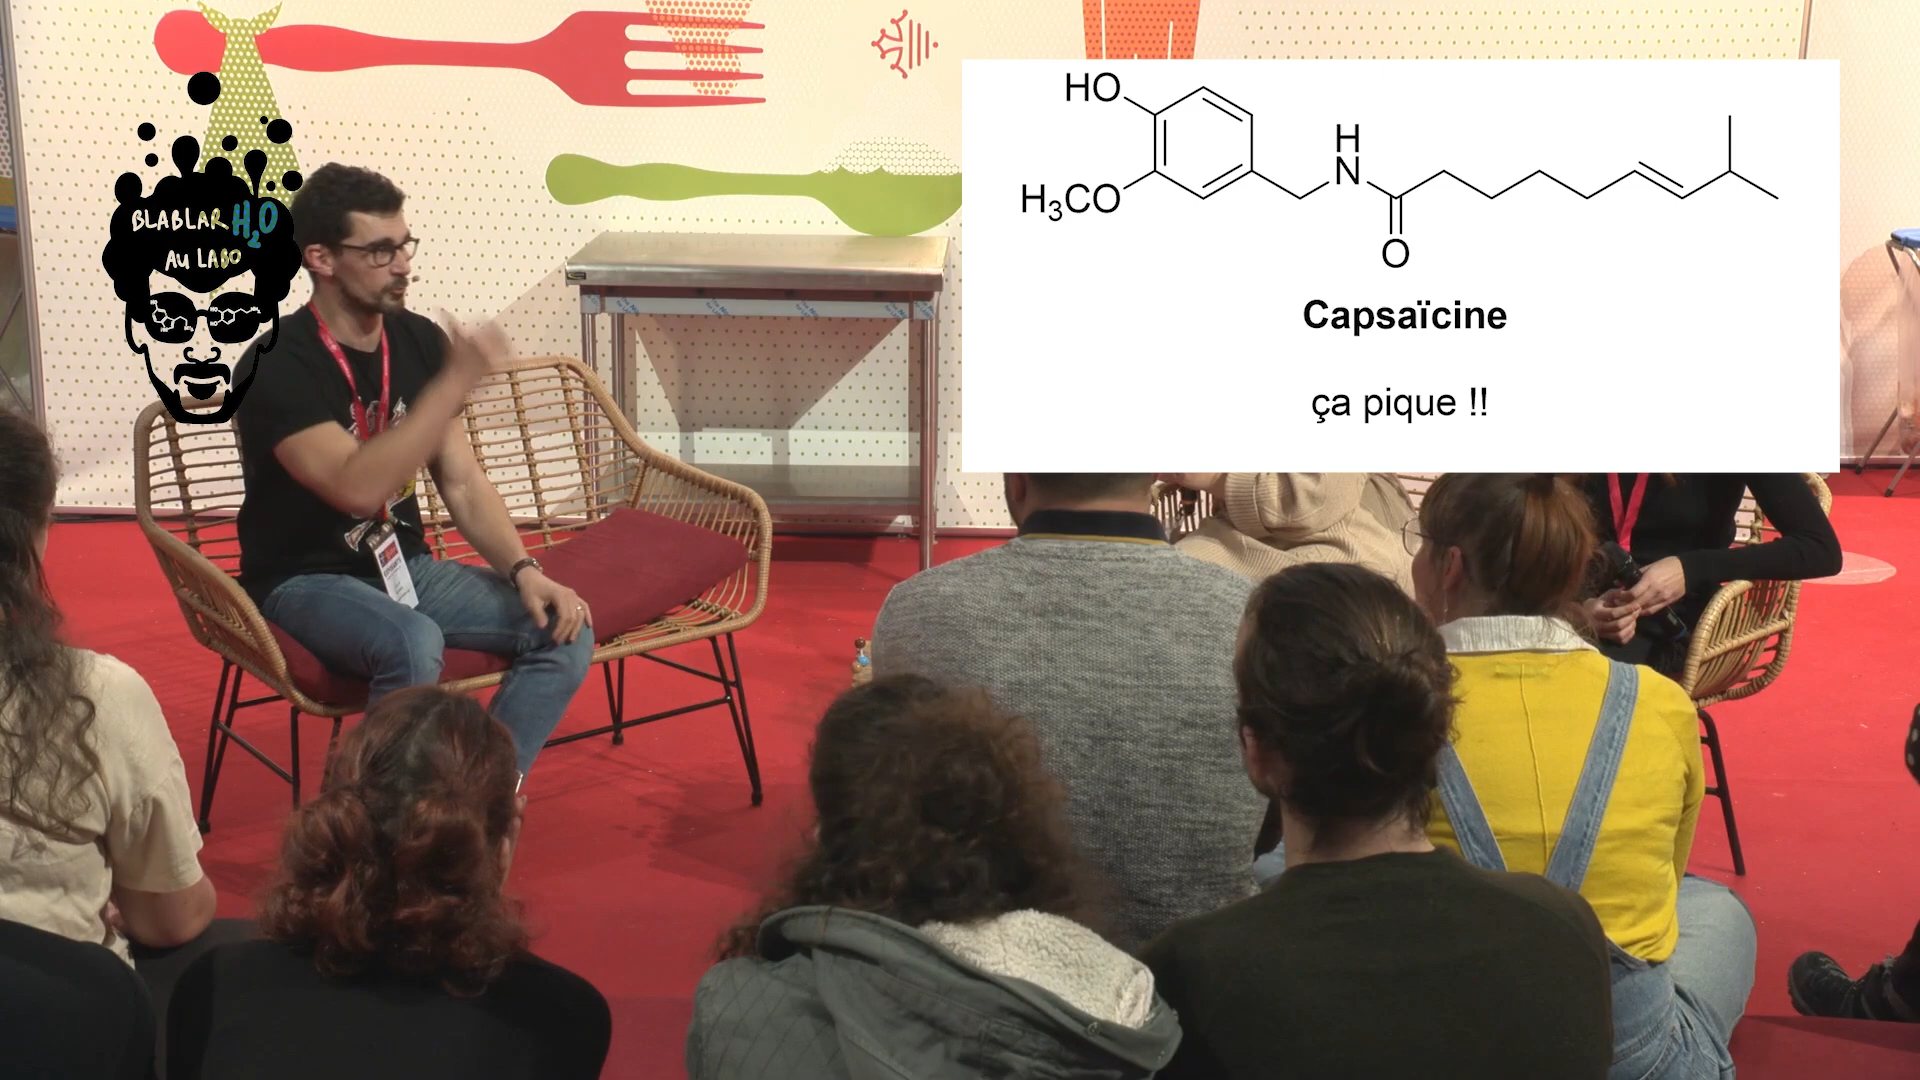 BLABLAR H2O
AU LABO
HO
H3CO
H
N
O
Capsaïcine
ça pique !!